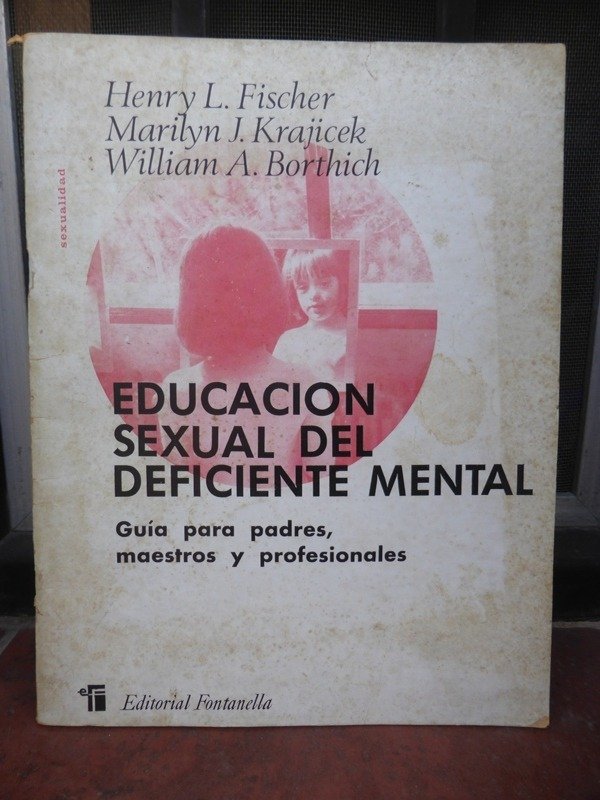 Henry L. Fischer
Marilyn J. Krajicek
William A. Borthich
sexualidad
EDUCACION
SEXUAL DEL
DEFICIENTE MENTAL
Guía para padres,
maestros y profesionales
efi Editorial Fontanella